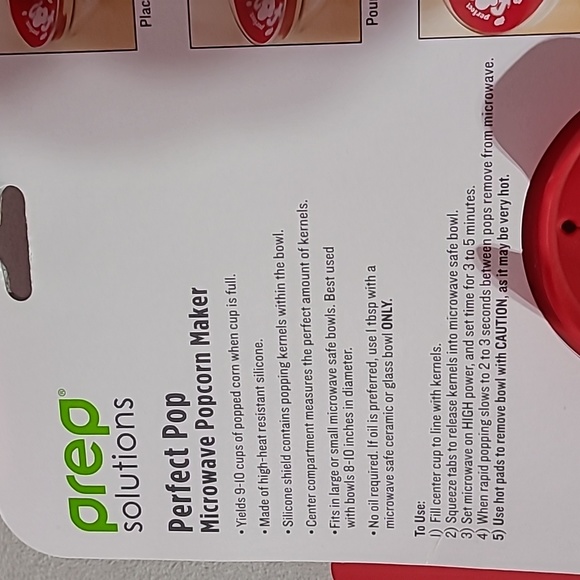 prep®
solutions
Perfect Pop
Microwave Popcorn Maker
• Yields 9-10 cups of popped corn when cup is full.
• Made of high-heat resistant silicone.
• Silicone shield contains popping kernels within the bowl.
• Center compartment measures the perfect amount of kernels.
• Fits in large or small microwave safe bowls. Best used
with bowls 8-10 inches in diameter.
• No oil required. If oil is preferred, use 1 tbsp with a
microwave safe ceramic or glass bowl ONLY.
To Use:
1) Fill center cup to line with kernels.
2) Squeeze tabs to release kernels into microwave safe bowl.
3) Set microwave on HIGH power, and set time for 3 to 5 minutes.
4) When rapid popping slows to 2 to 3 seconds between pops remove from microwave.
5) Use hot pads to remove bowl with CAUTION, as it may be very hot.
Plac
Pou
perfect